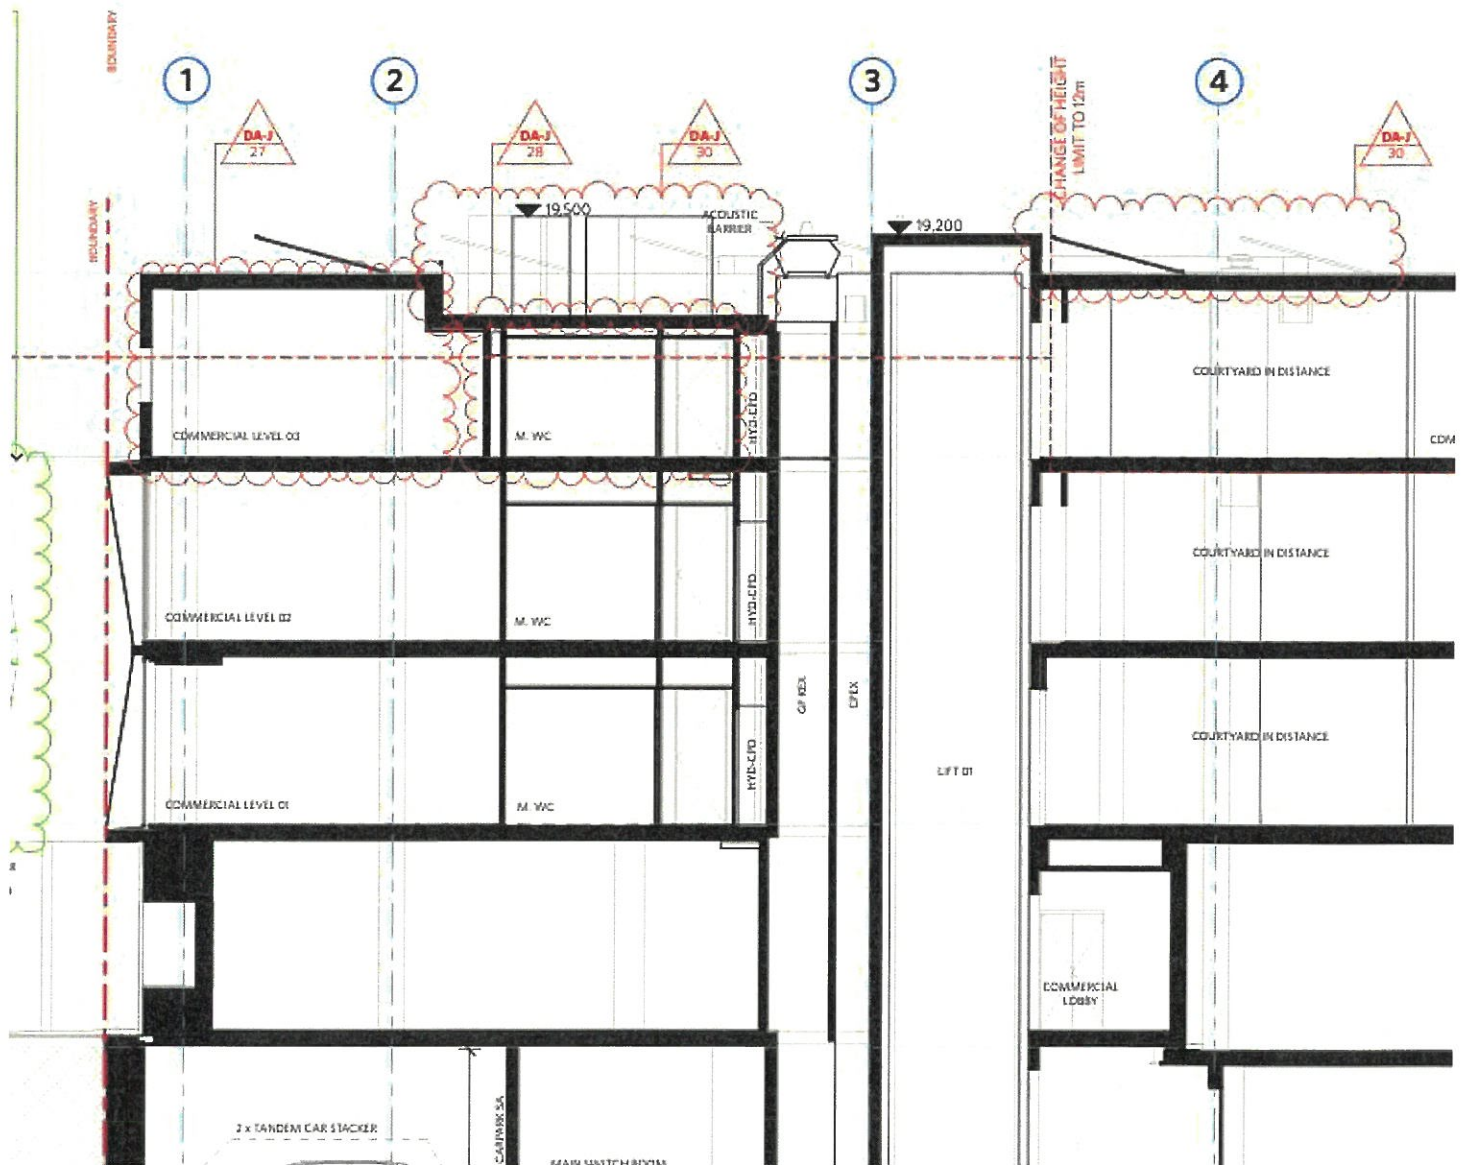 BOUNDARY
1
2
3
4
CHANGE OF HEIGHT
LIMIT TO 12m
DA-J
27
DA-J
28
DA-J
30
DA-J
30
BOUNDARY
19,500
ACOUSTIC
BARRIER
19,200
COURTYARD IN DISTANCE
COMMERCIAL LEVEL 03
M. WC
HYD-CPD
COM
COURTYARD IN DISTANCE
COMMERCIAL LEVEL 02
M. WC
HYD-CPD
COURTYARD IN DISTANCE
COMMERCIAL LEVEL 01
M. WC
HYD-CPD
LIFT 01
COMMERCIAL
LOBBY
2 x TANDEM CAR STACKER
CARPARK SA
MAIN SWITCH ROOM